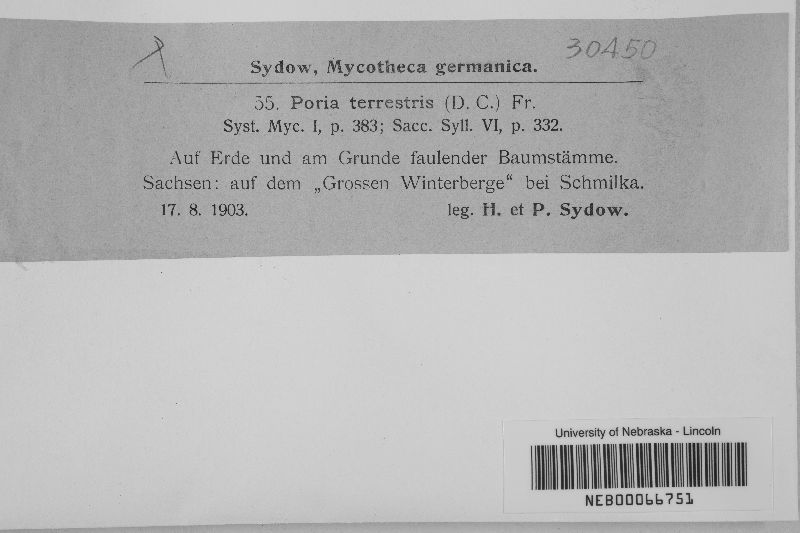 30450
Sydow, Mycotheca germanica.
55. Poria terrestris (D. C.) Fr.
Syst. Myc. I, p. 383; Sacc. Syll. VI, p. 332.
Auf Erde und am Grunde faulender Baumstämme.
Sachsen: auf dem „Grossen Winterberge“ bei Schmilka.
17. 8. 1903. leg. H. et P. Sydow.
University of Nebraska - Lincoln
NEB00066751